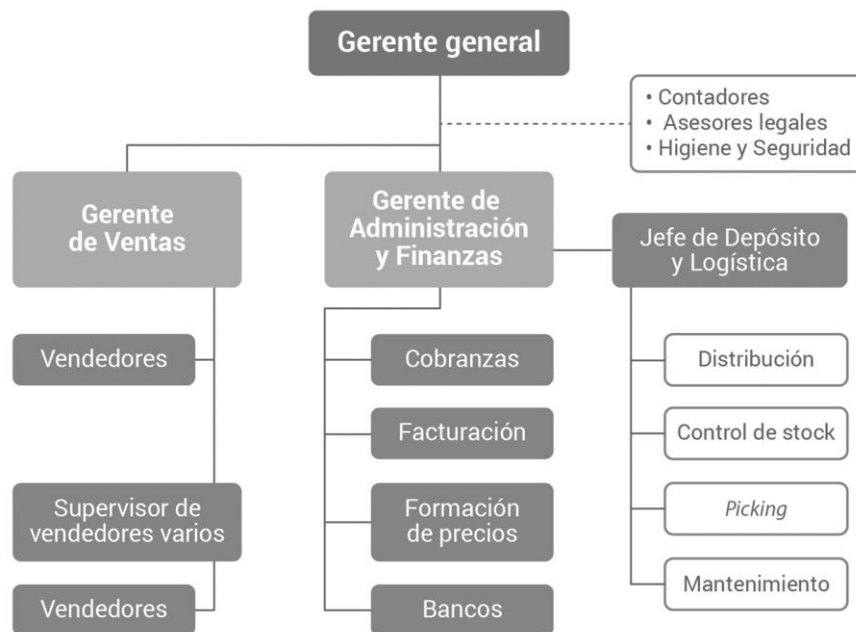 Gerente general
• Contadores
• Asesores legales
• Higiene y Seguridad
Gerente
de Ventas
Gerente de
Administración
y Finanzas
Jefe de Depósito
y Logística
Vendedores
Supervisor de
vendedores varios
Vendedores
Cobranzas
Facturación
Formación
de precios
Bancos
Distribución
Control de stock
Picking
Mantenimiento